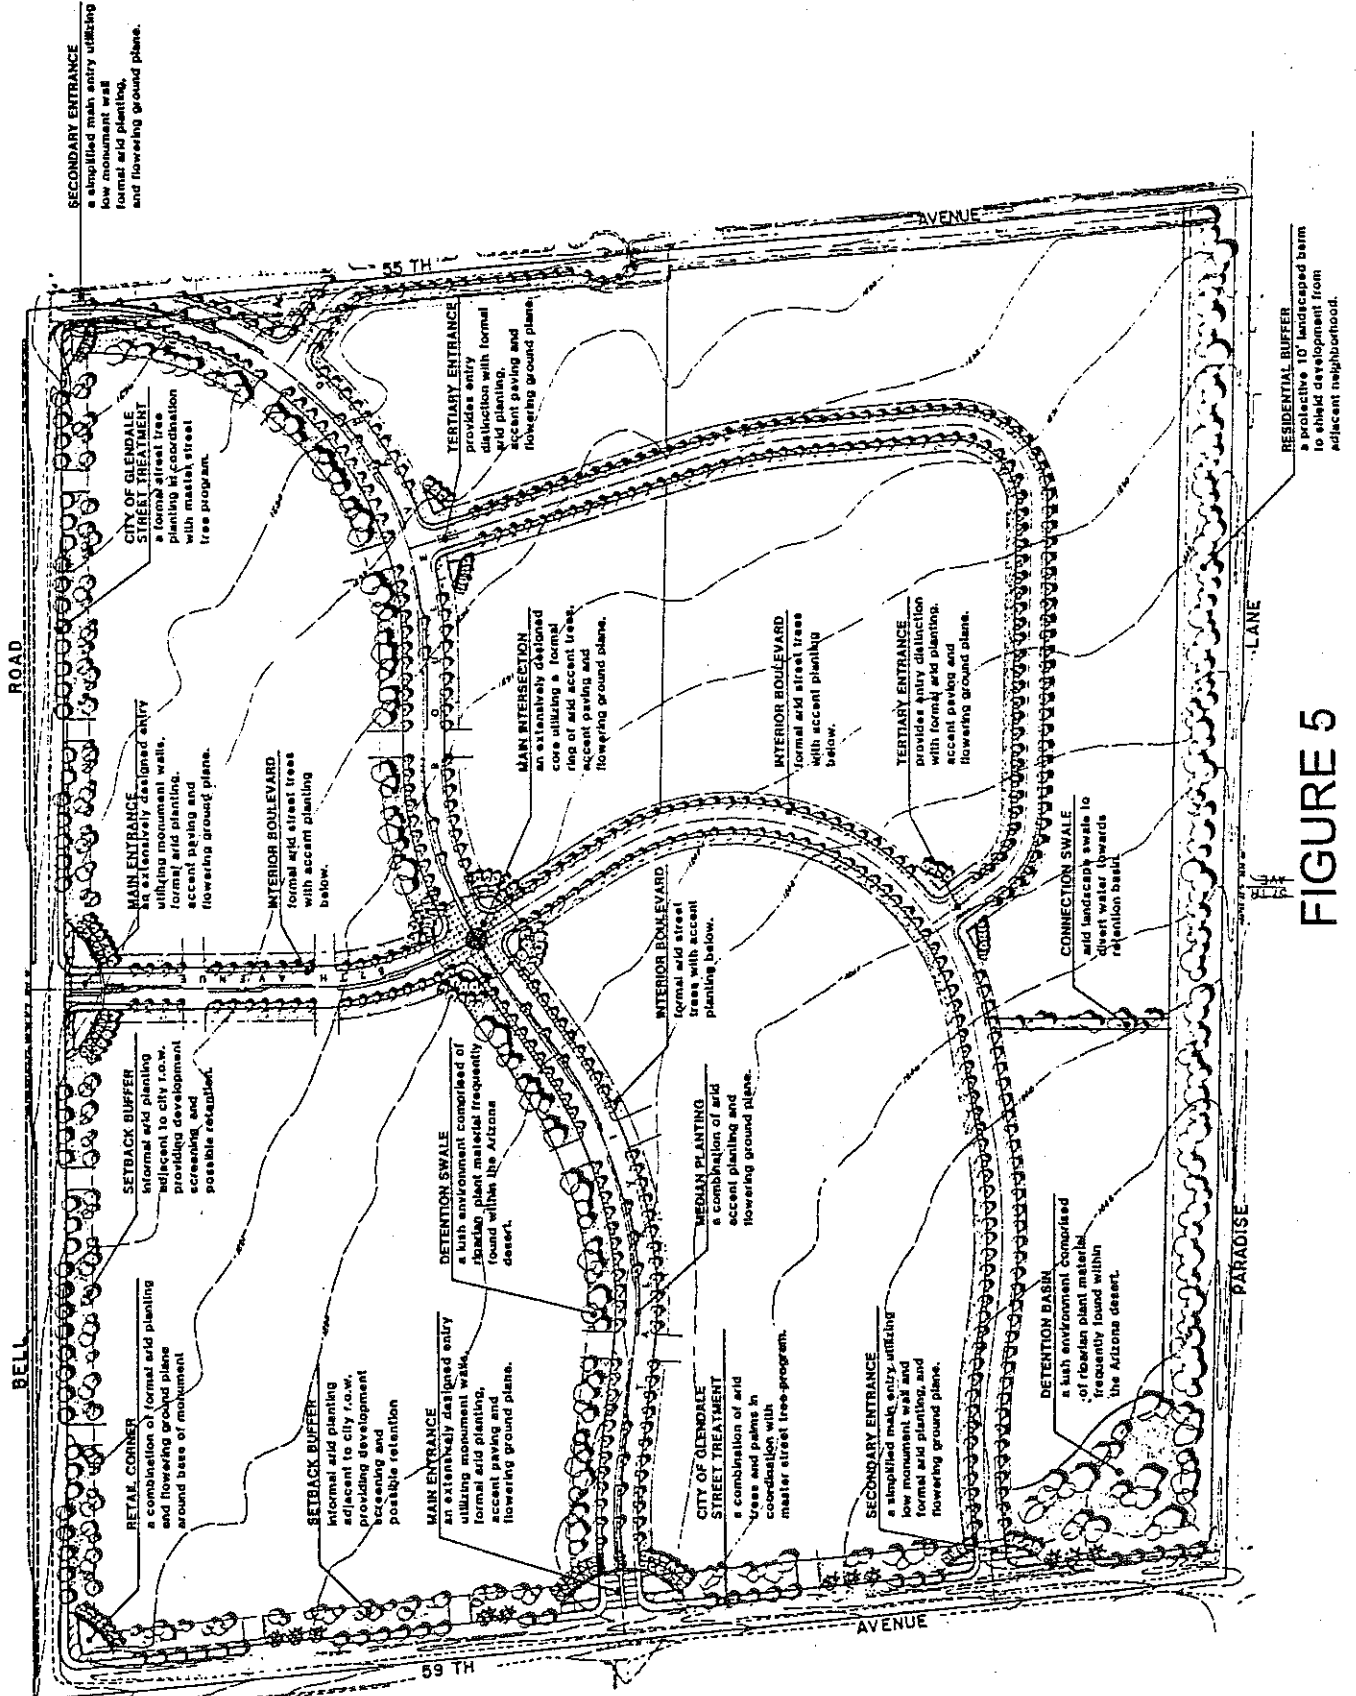 SECONDARY ENTRANCE
a simplified main entry utilizing
low monument wall
formal arid planting,
and flowering ground plane.
ROAD
BELL
55 TH
AVENUE
CITY OF GLENDALE
STREET TREATMENT
a formal street tree
planting in coordination
with master street
tree program.
TERTIARY ENTRANCE
provides entry
distinction with formal
arid planting,
accent paving and
flowering ground plane.
MAIN ENTRANCE
an extensively designed entry
utilizing monument walls,
formal arid planting,
accent paving and
flowering ground plane.
INTERIOR BOULEVARD
formal arid street trees
with accent planting
below.
MAIN INTERSECTION
an extensively designed
core utilizing a formal
ring of arid accent trees,
accent paving and
flowering ground plane.
INTERIOR BOULEVARD
formal arid street trees
with accent planting
below.
TERTIARY ENTRANCE
provides entry distinction
with formal arid planting,
accent paving and
flowering ground plane.
RESIDENTIAL BUFFER
a protective 10' landscaped berm
to shield development from
adjacent neighborhood.
SETBACK BUFFER
informal arid planting
adjacent to city r.o.w.
providing development
screening and
possible retention.
DETENTION SWALE
a lush environment comprised of
riparian plant material frequently
found within the Arizona
desert.
INTERIOR BOULEVARD
formal arid street
trees with accent
planting below.
CONNECTION SWALE
arid landscape swale to
divert water towards
retention basin.
MEDIAN PLANTING
a combination of arid
accent planting and
flowering ground plane.
RETAIL CORNER
a combination of formal arid planting
and flowering ground plane
around base of monument
SETBACK BUFFER
informal arid planting
adjacent to city r.o.w.
providing development
screening and
possible retention
MAIN ENTRANCE
an extensively designed entry
utilizing monument walls,
formal arid planting,
accent paving and
flowering ground plane.
CITY OF GLENDALE
STREET TREATMENT
a combination of arid
trees and palms in
coordination with
master street tree program.
SECONDARY ENTRANCE
a simplified main entry utilizing
low monument wall and
formal arid planting, and
flowering ground plane.
DETENTION BASIN
a lush environment comprised
of riparian plant material
frequently found within
the Arizona desert.
59 TH
AVENUE
PARADISE
LANE
FIGURE 5